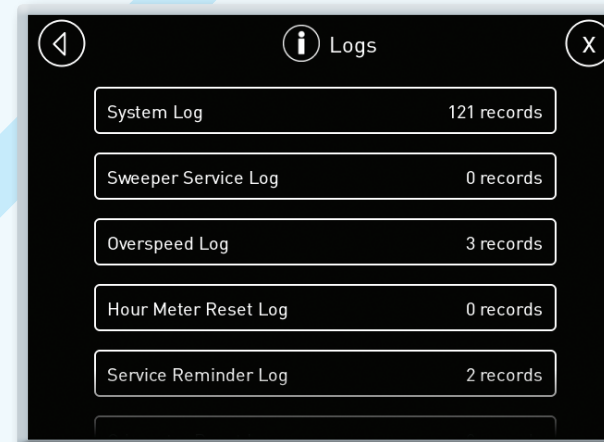 Logs X
System Log 121 records
Sweeper Service Log 0 records
Overspeed Log 3 records
Hour Meter Reset Log 0 records
Service Reminder Log 2 records